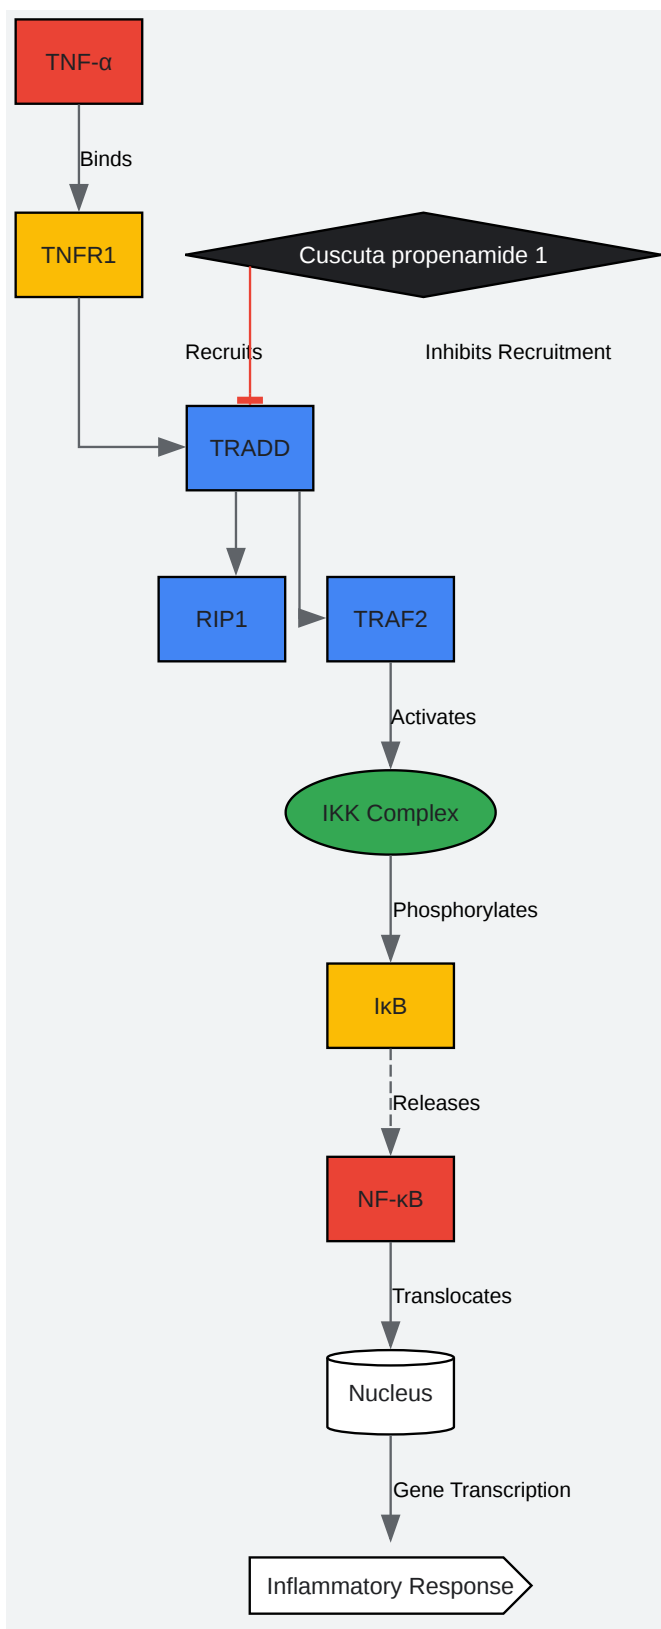 TNF-α
Binds
TNFR1
Cuscuta propenamide 1
Recruits
Inhibits Recruitment
TRADD
RIP1
TRAF2
Activates
IKK Complex
Phosphorylates
IκB
Releases
NF-κB
Translocates
Nucleus
Gene Transcription
Inflammatory Response